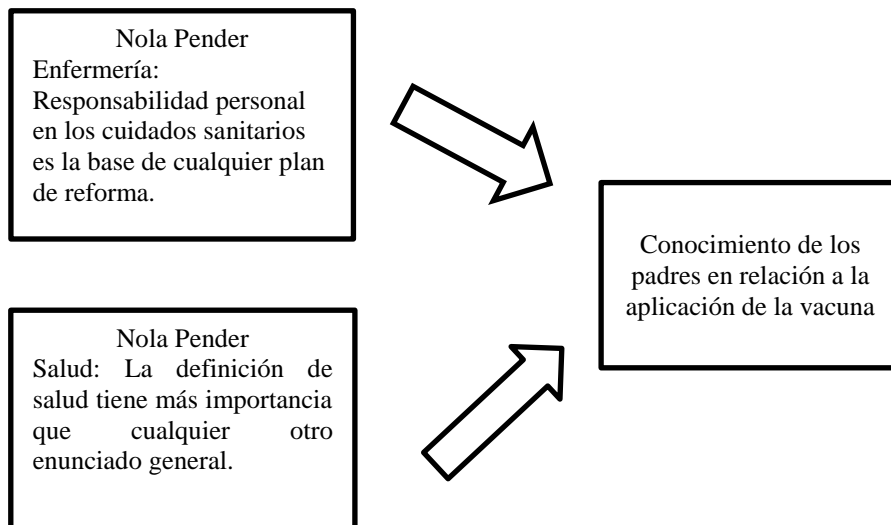 Nola Pender
Enfermería:
Responsabilidad personal
en los cuidados sanitarios
es la base de cualquier plan
de reforma.
Nola Pender
Salud: La definición de
salud tiene más importancia
que cualquier otro
enunciado general.
Conocimiento de los
padres en relación a la
aplicación de la vacuna